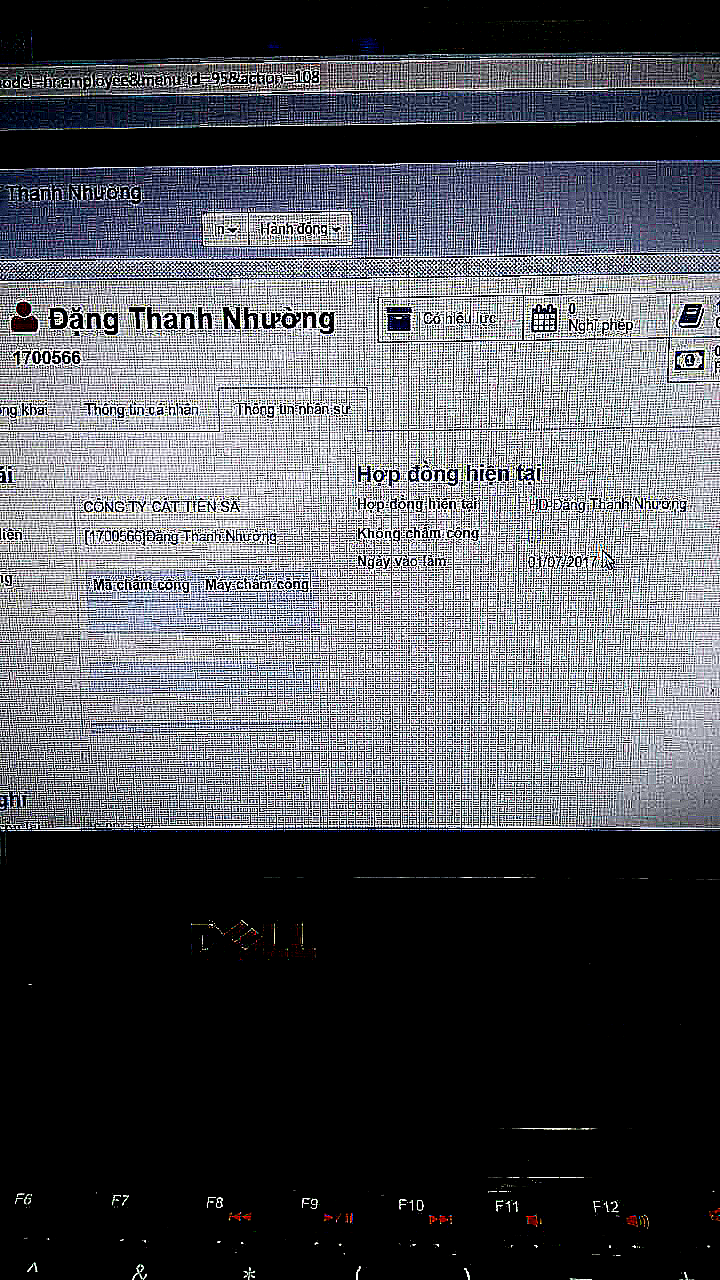 odel=hr.employee&menu_id=95&action=108
Thanh Nhường
In Hành động
Đặng Thanh Nhường
1700566
Có hiệu lực
0
Nghỉ phép
ng khai Thông tin cá nhân Thông tin nhân sự
ái
Hợp đồng hiện tại
CÔNG TY CÁT TIÊN SA
Hợp đồng hiện tại HD Đặng Thanh Nhường
[1700566]Đặng Thanh Nhường
Không chấm công
ng
Ngày vào làm 01/07/2017
Mã chấm công Máy chấm công
ghỉ
DELL
F6 F7 F8 F9 F10 F11 F12
^ & * ( ) _ +